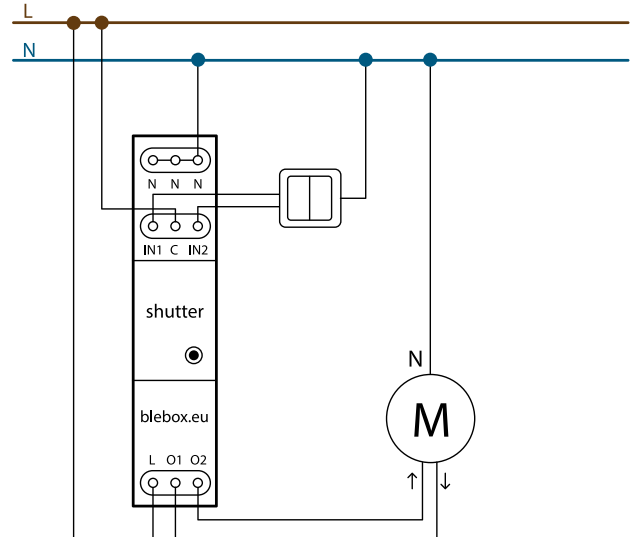 L
N
N N N
IN1 C IN2
shutter
N
blebox.eu
M
L O1 O2
↑ ↓